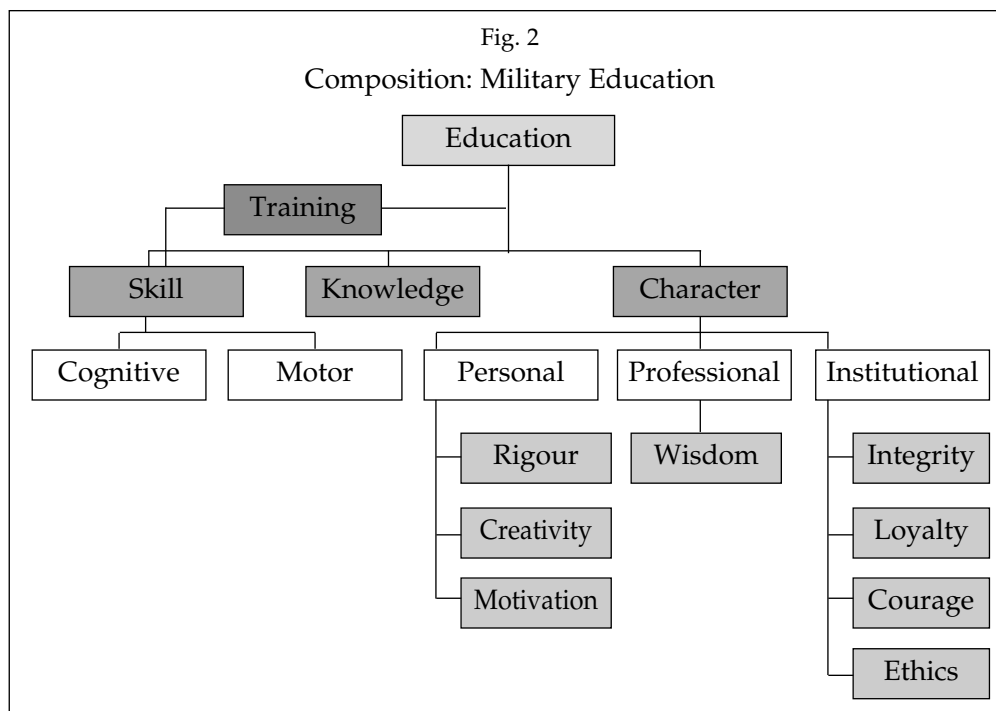 Fig. 2
Composition: Military Education
Education
Training
Skill
Knowledge
Character
Cognitive
Motor
Personal
Professional
Institutional
Rigour
Wisdom
Integrity
Creativity
Loyalty
Motivation
Courage
Ethics